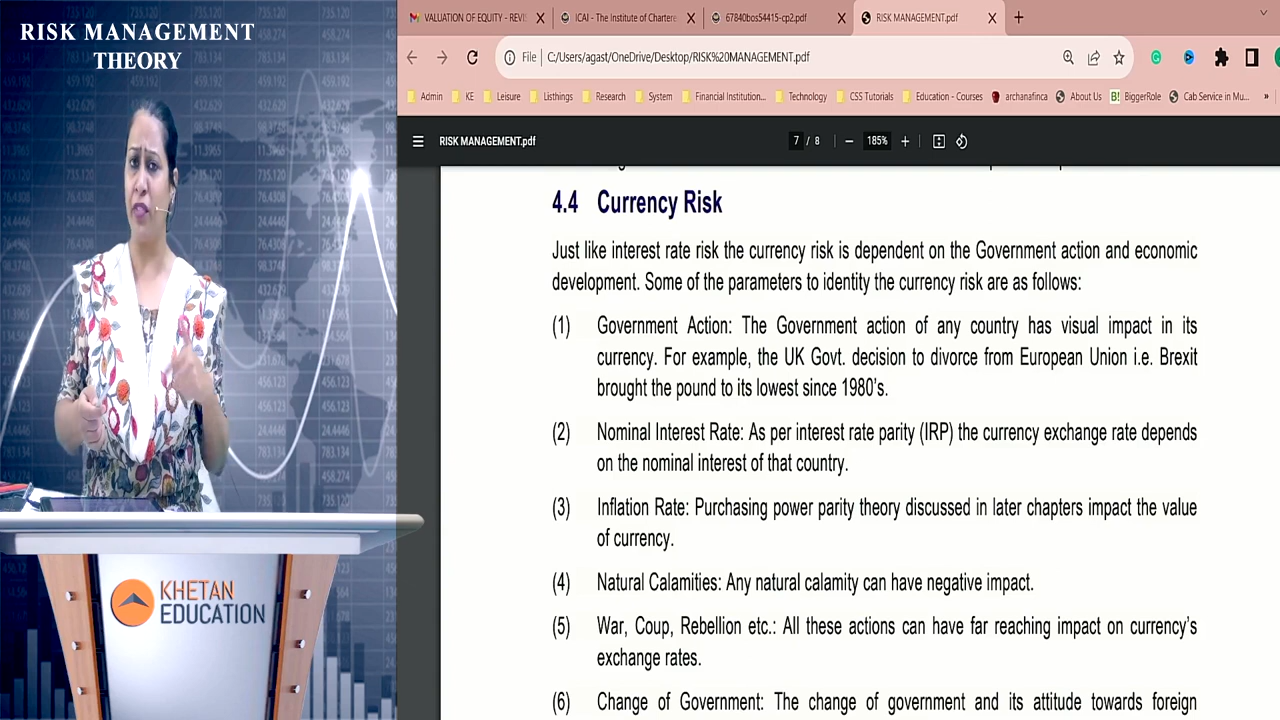 RISK MANAGEMENT
THEORY
KHETAN
EDUCATION
VALUATION OF EQUITY - REVI
ICAI - The Institute of Chartere
67840bos54415-cp2.pdf
RISK MANAGEMENT.pdf
File
C:/Users/agast/OneDrive/Desktop/RISK%20MANAGEMENT.pdf
Admin
KE
Leisure
Listhings
Research
System
Financial Institution...
Technology
CSS Tutorials
Education - Courses
archanafinca
About Us
BiggerRole
Cab Service in Mu...
»
RISK MANAGEMENT.pdf
7 / 8
185%
4.4 Currency Risk
Just like interest rate risk the currency risk is dependent on the Government action and economic
development. Some of the parameters to identity the currency risk are as follows:
(1) Government Action: The Government action of any country has visual impact in its
currency. For example, the UK Govt. decision to divorce from European Union i.e. Brexit
brought the pound to its lowest since 1980's.
(2) Nominal Interest Rate: As per interest rate parity (IRP) the currency exchange rate depends
on the nominal interest of that country.
(3) Inflation Rate: Purchasing power parity theory discussed in later chapters impact the value
of currency.
(4) Natural Calamities: Any natural calamity can have negative impact.
(5) War, Coup, Rebellion etc.: All these actions can have far reaching impact on currency's
exchange rates.
(6) Change of Government: The change of government and its attitude towards foreign